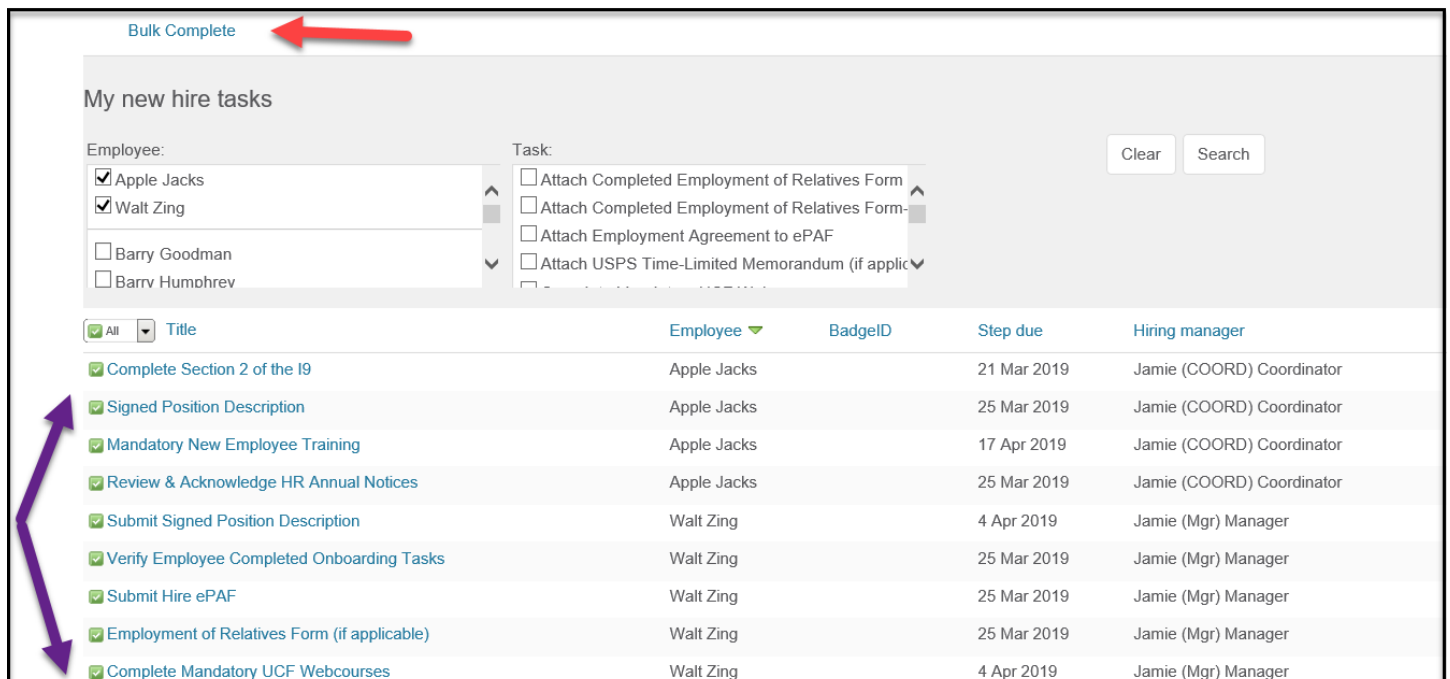 Bulk Complete
My new hire tasks
Employee: Task:
Clear Search
Apple Jacks
Walt Zing
Barry Goodman
Barry Humphrey
Attach Completed Employment of Relatives Form
Attach Completed Employment of Relatives Form-
Attach Employment Agreement to ePAF
Attach USPS Time-Limited Memorandum (if applic
All Title Employee BadgeID Step due Hiring manager
Complete Section 2 of the I9 Apple Jacks 21 Mar 2019 Jamie (COORD) Coordinator
Signed Position Description Apple Jacks 25 Mar 2019 Jamie (COORD) Coordinator
Mandatory New Employee Training Apple Jacks 17 Apr 2019 Jamie (COORD) Coordinator
Review & Acknowledge HR Annual Notices Apple Jacks 25 Mar 2019 Jamie (COORD) Coordinator
Submit Signed Position Description Walt Zing 4 Apr 2019 Jamie (Mgr) Manager
Verify Employee Completed Onboarding Tasks Walt Zing 25 Mar 2019 Jamie (Mgr) Manager
Submit Hire ePAF Walt Zing 25 Mar 2019 Jamie (Mgr) Manager
Employment of Relatives Form (if applicable) Walt Zing 25 Mar 2019 Jamie (Mgr) Manager
Complete Mandatory UCF Webcourses Walt Zing 4 Apr 2019 Jamie (Mgr) Manager